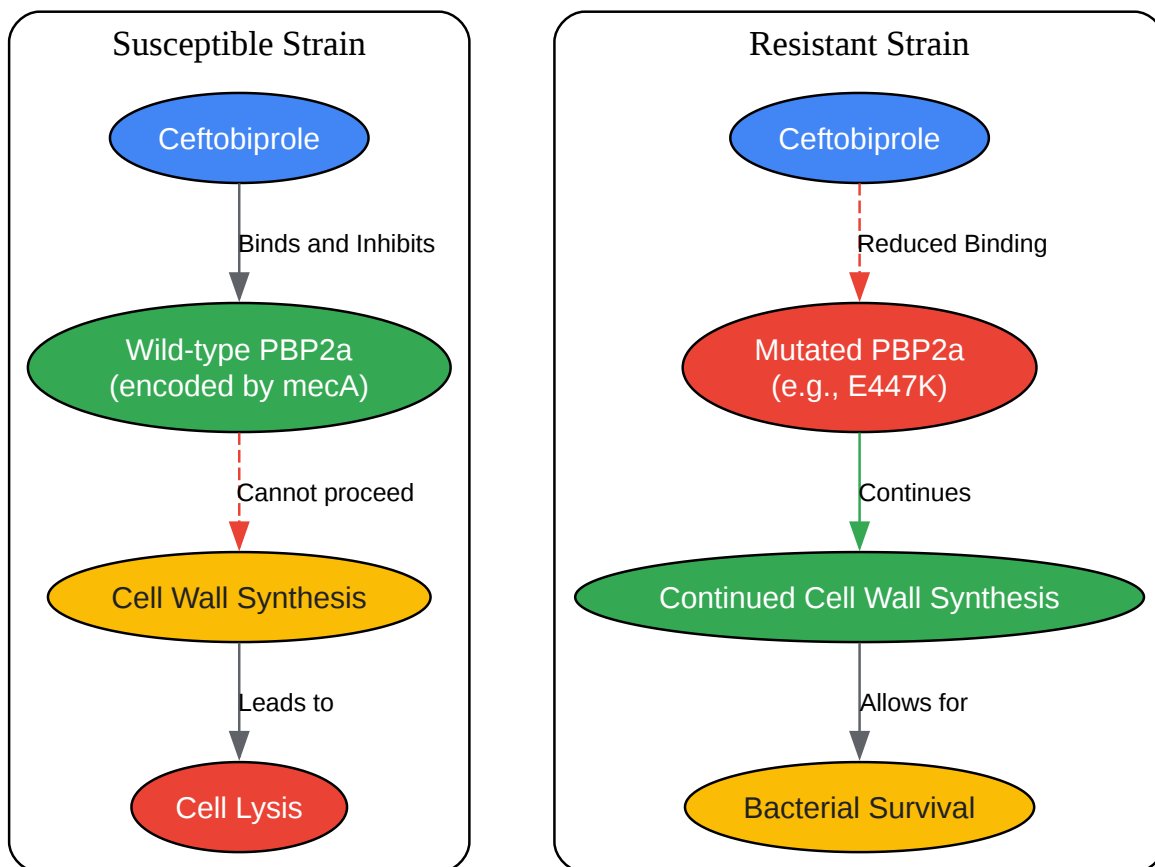 Susceptible Strain
Ceftobiprole
Binds and Inhibits
Wild-type PBP2a
(encoded by mecA)
Cannot proceed
Cell Wall Synthesis
Leads to
Cell Lysis
Resistant Strain
Ceftobiprole
Reduced Binding
Mutated PBP2a
(e.g., E447K)
Continues
Continued Cell Wall Synthesis
Allows for
Bacterial Survival